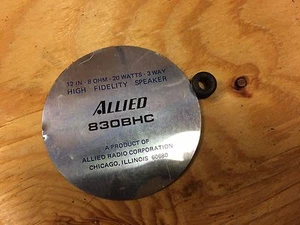 12 IN - 8 OHM - 20 WATTS - 3 WAY
HIGH FIDELITY SPEAKER
ALLIED
830BHC
A PRODUCT OF
ALLIED RADIO CORPORATION
CHICAGO, ILLINOIS 60680